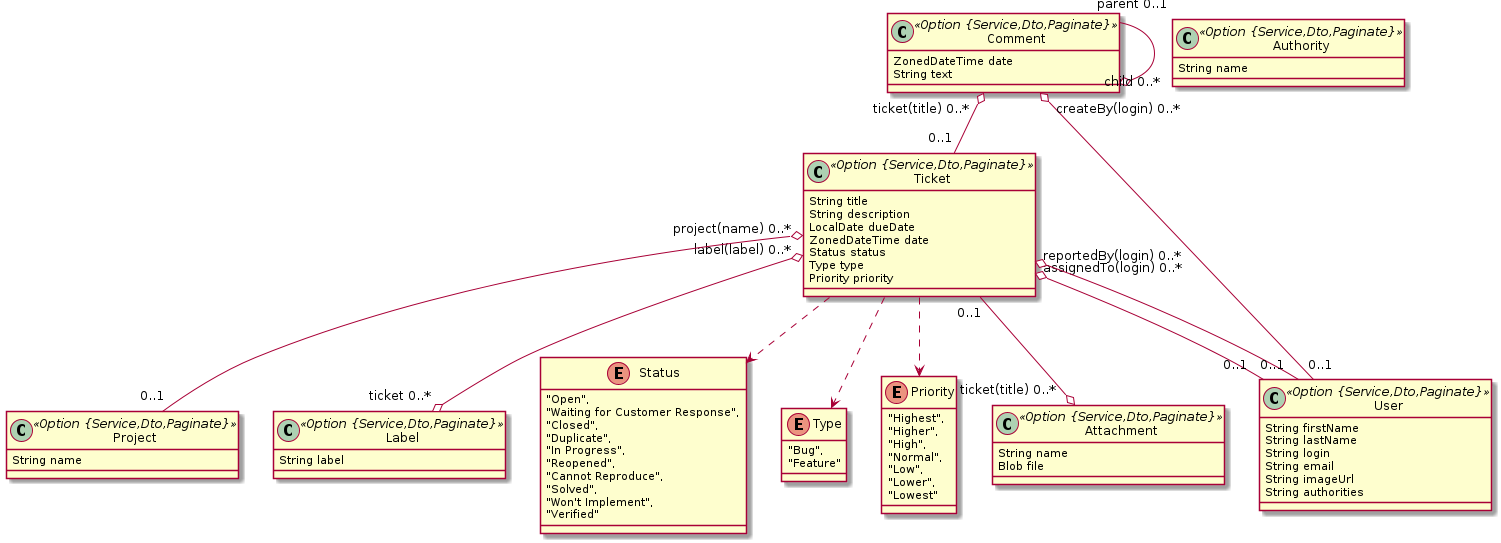 parent 0..1
C «Option {Service,Dto,Paginate}»
Comment
ZonedDateTime date
String text
child 0..*
C «Option {Service,Dto,Paginate}»
Authority
String name
ticket(title) 0..*
createBy(login) 0..*
0..1
C «Option {Service,Dto,Paginate}»
Ticket
String title
String description
LocalDate dueDate
ZonedDateTime date
Status status
Type type
Priority priority
project(name) 0..*
label(label) 0..*
reportedBy(login) 0..*
assignedTo(login) 0..*
0..1
0..1
0..1
0..1
0..1
ticket 0..*
ticket(title) 0..*
C «Option {Service,Dto,Paginate}»
Project
String name
C «Option {Service,Dto,Paginate}»
Label
String label
E Status
"Open",
"Waiting for Customer Response",
"Closed",
"Duplicate",
"In Progress",
"Reopened",
"Cannot Reproduce",
"Solved",
"Won't Implement",
"Verified"
E Type
"Bug",
"Feature"
E Priority
"Highest",
"Higher",
"High",
"Normal",
"Low",
"Lower",
"Lowest"
C «Option {Service,Dto,Paginate}»
Attachment
String name
Blob file
C «Option {Service,Dto,Paginate}»
User
String firstName
String lastName
String login
String email
String imageUrl
String authorities